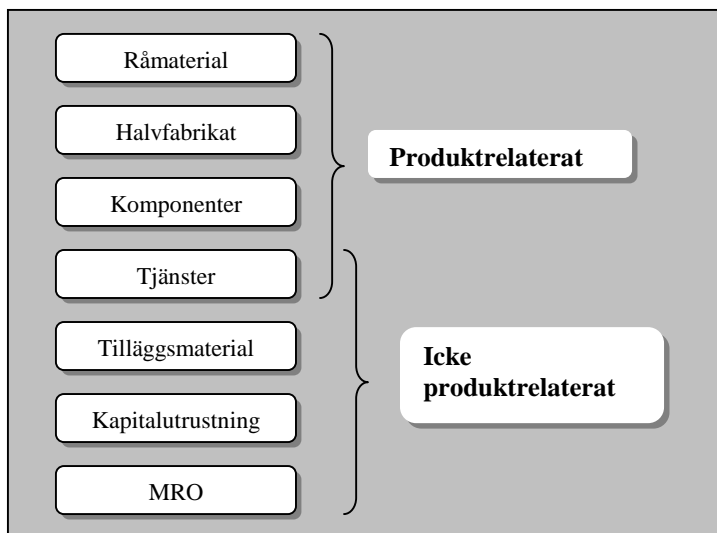 Råmaterial
Halvfabrikat
Komponenter
Tjänster
Tilläggsmaterial
Kapitalutrustning
MRO
Produktrelaterat
Icke
produktrelaterat